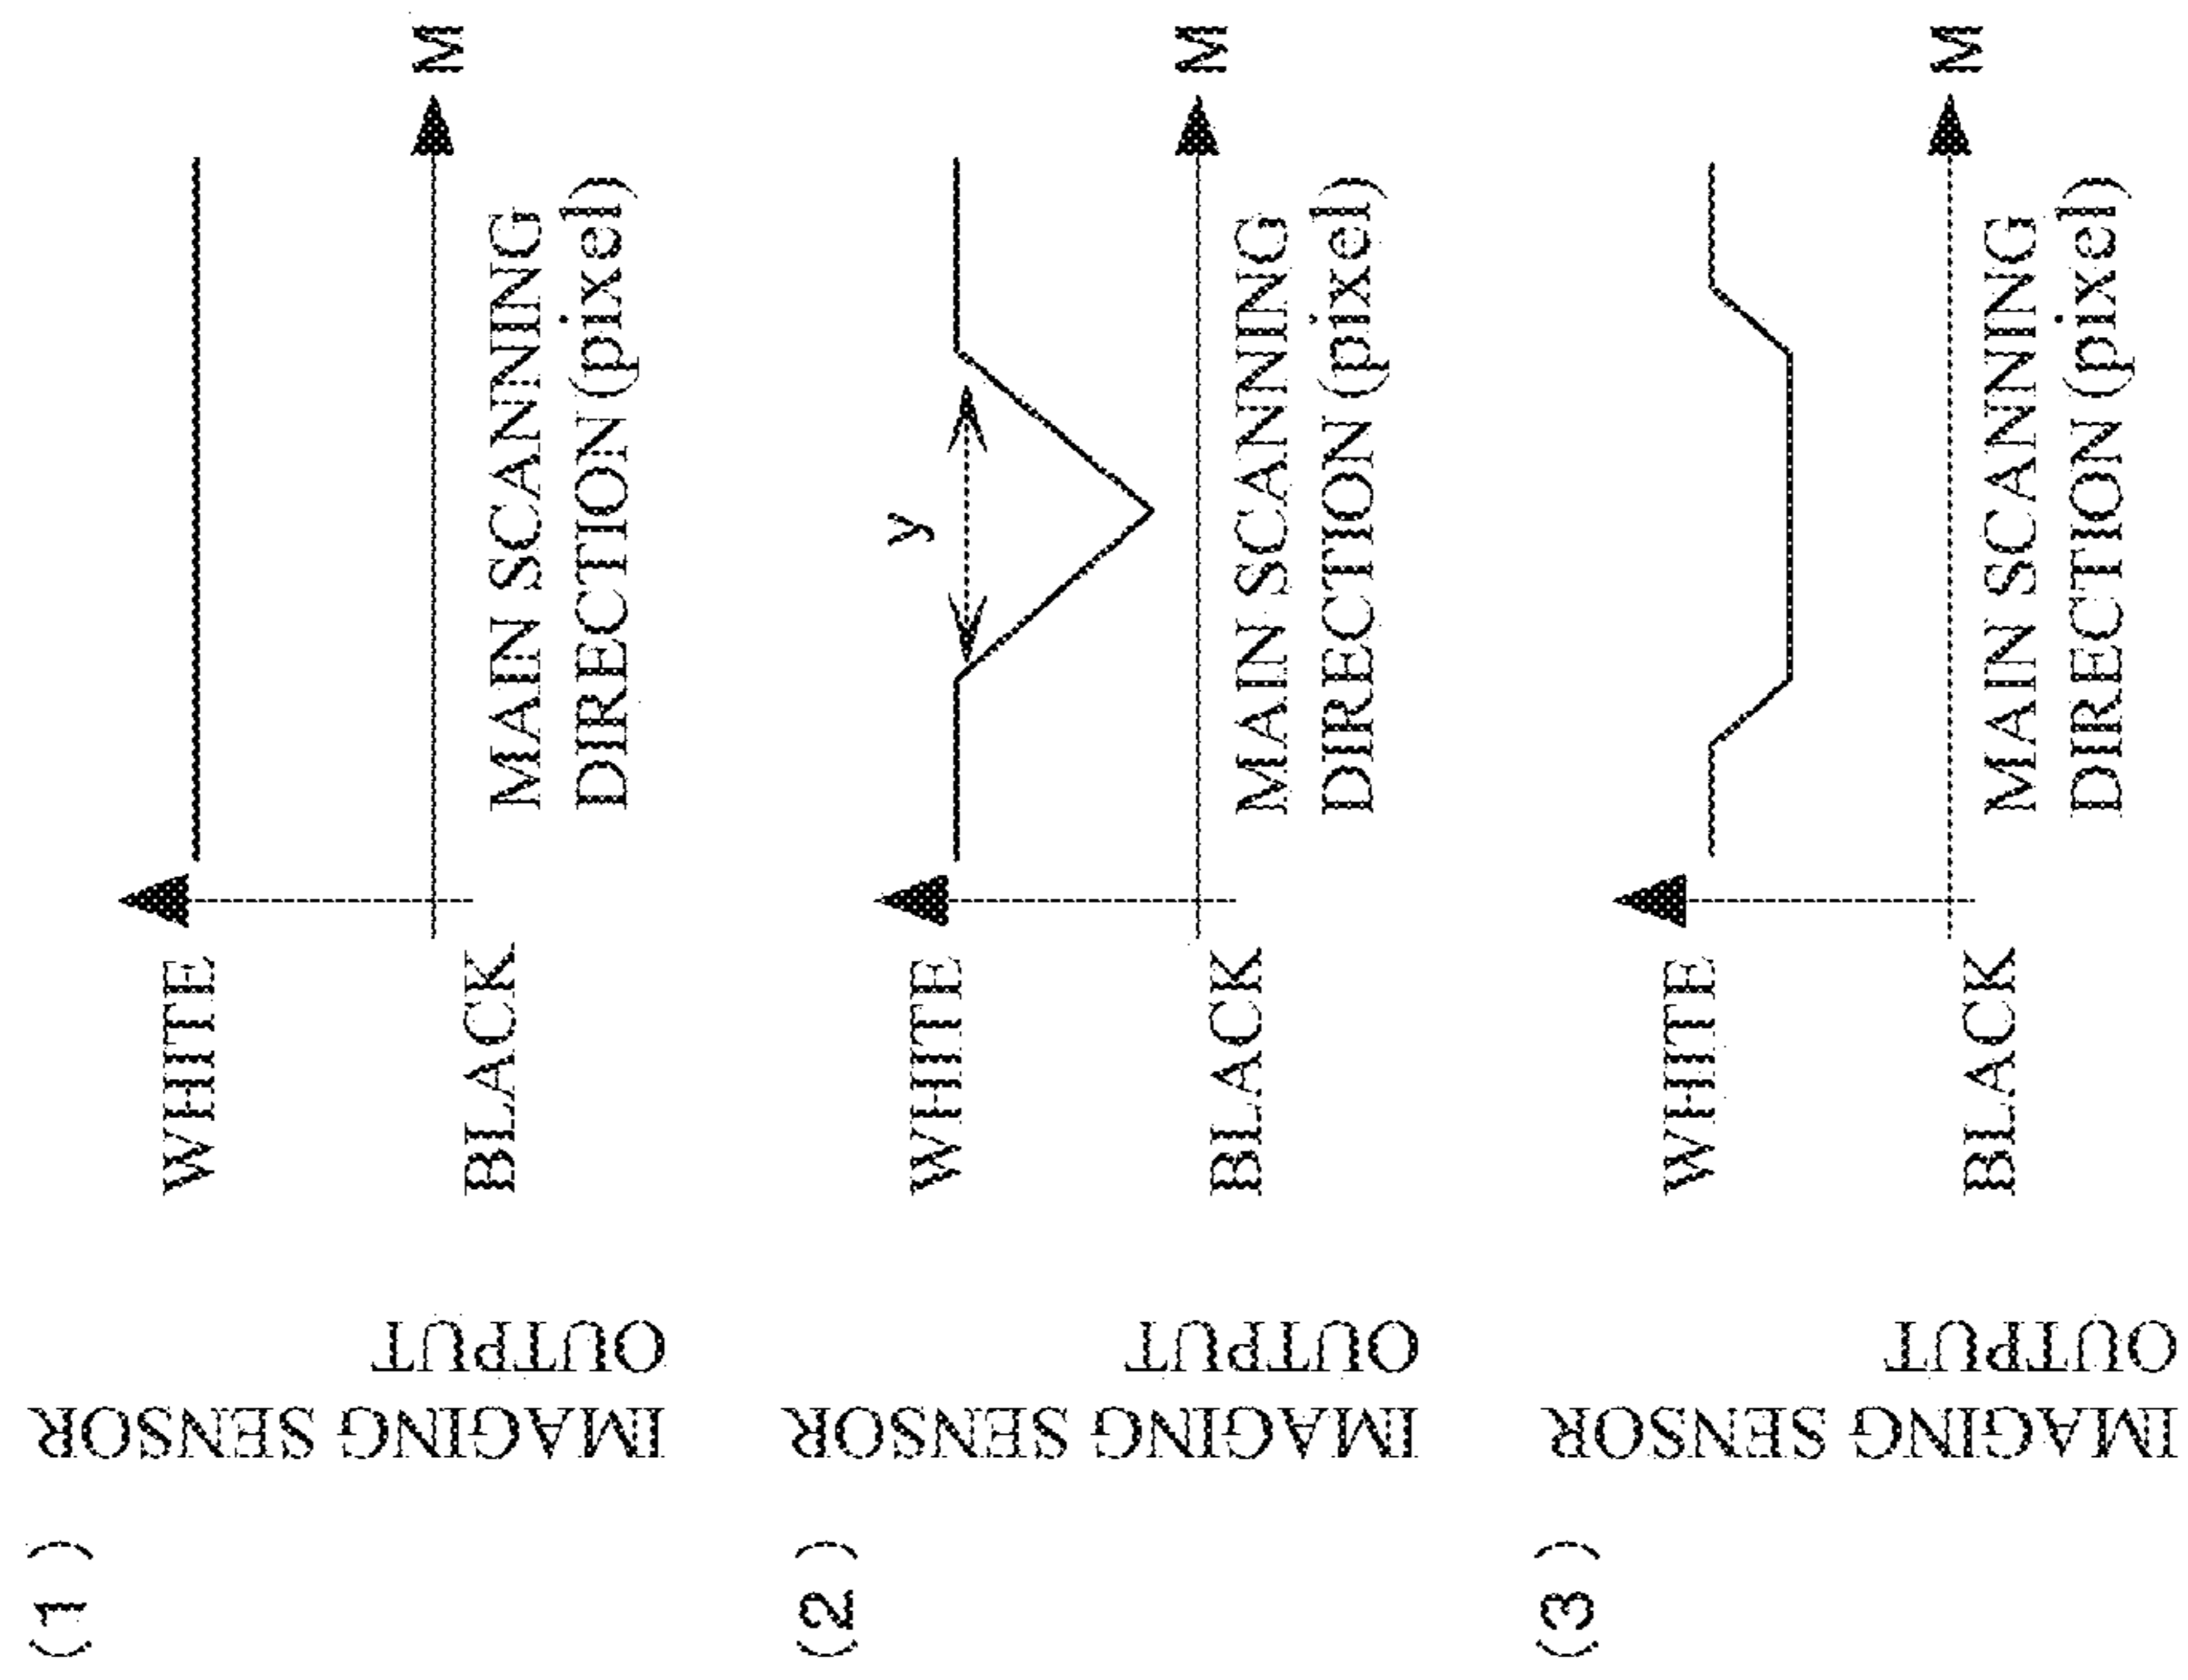 (1)
IMAGING SENSOR
OUTPUT
WHITE
BLACK
MAIN SCANNING
DIRECTION(pixel)
M
(2)
IMAGING SENSOR
OUTPUT
WHITE
BLACK
y
MAIN SCANNING
DIRECTION(pixel)
M
(3)
IMAGING SENSOR
OUTPUT
WHITE
BLACK
MAIN SCANNING
DIRECTION(pixel)
M